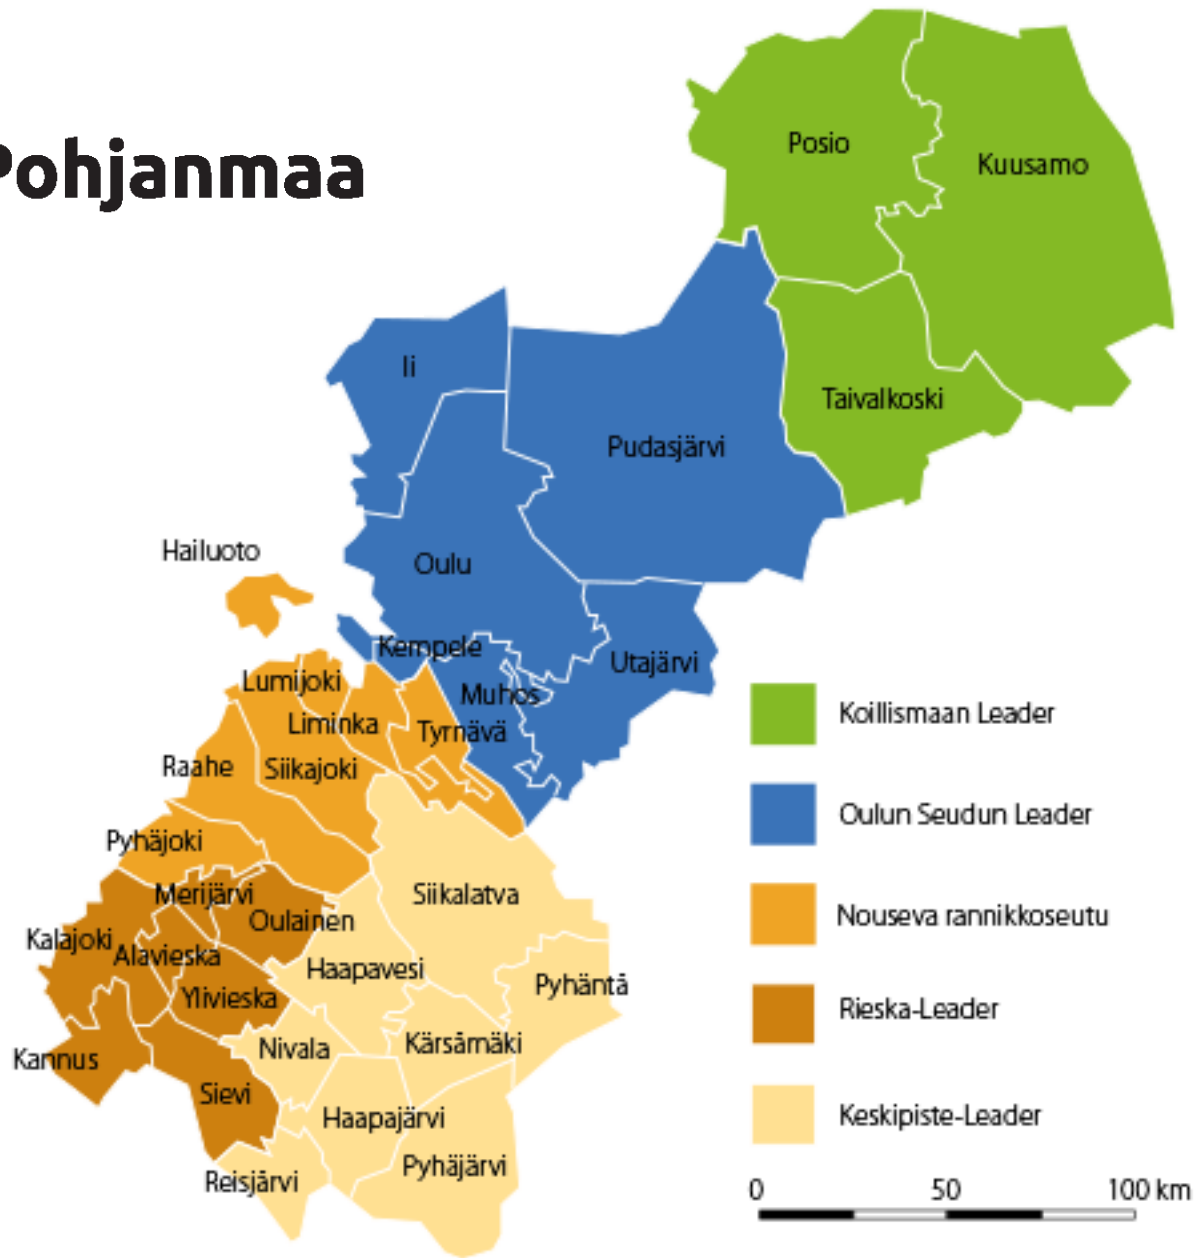 Pohjanmaa
Posio
Kuusamo
Ii
Taivalkoski
Pudasjärvi
Hailuoto
Oulu
Kempele
Utajärvi
Lumijoki
Muhos
Liminka
Tyrnävä
Raahe
Siikajoki
Pyhäjoki
Merijärvi
Siikalatva
Oulainen
Kalajoki
Alavieska
Haapavesi
Pyhäntä
Ylivieska
Nivala
Kärsämäki
Kannus
Sievi
Haapajärvi
Pyhäjärvi
Reisjärvi
Koillismaan Leader
Oulun Seudun Leader
Nouseva rannikkoseutu
Rieska-Leader
Keskipiste-Leader
0 50 100 km